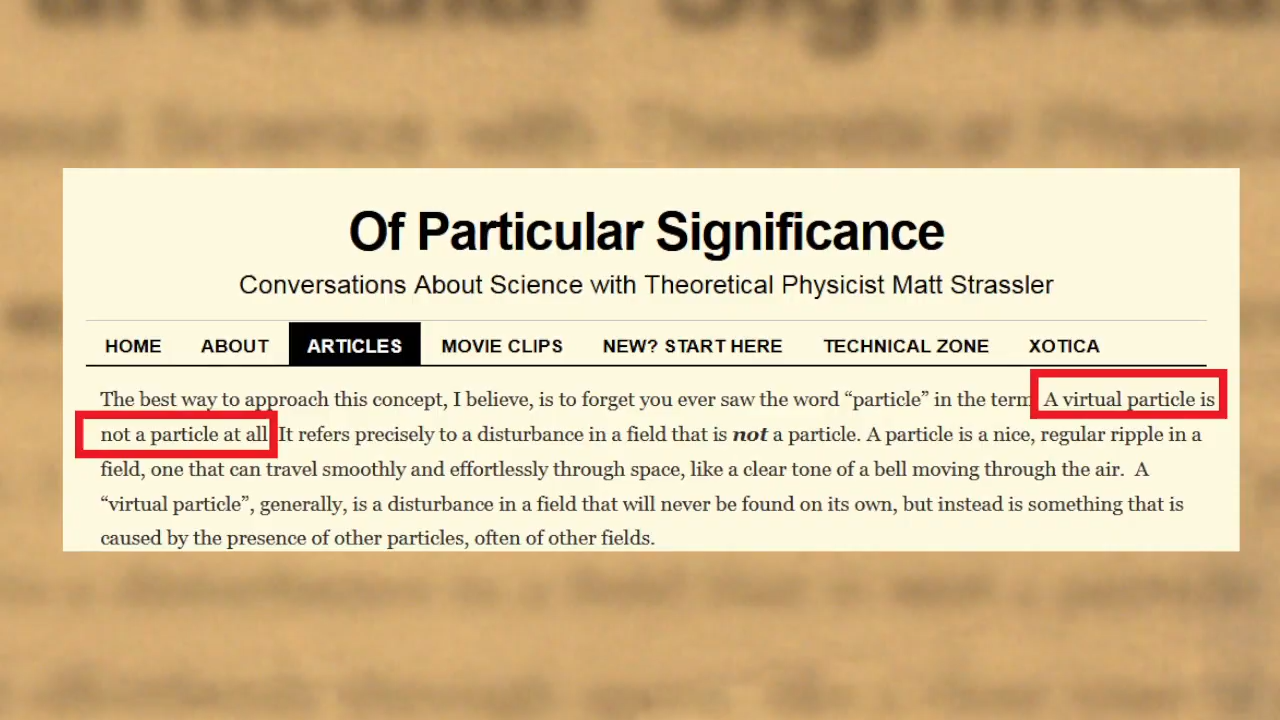 Of Particular Significance
Conversations About Science with Theoretical Physicist Matt Strassler
HOME ABOUT ARTICLES MOVIE CLIPS NEW? START HERE TECHNICAL ZONE XOTICA
The best way to approach this concept, I believe, is to forget you ever saw the word “particle” in the term A virtual particle is
not a particle at all It refers precisely to a disturbance in a field that is not a particle. A particle is a nice, regular ripple in a
field, one that can travel smoothly and effortlessly through space, like a clear tone of a bell moving through the air. A
“virtual particle”, generally, is a disturbance in a field that will never be found on its own, but instead is something that is
caused by the presence of other particles, often of other fields.